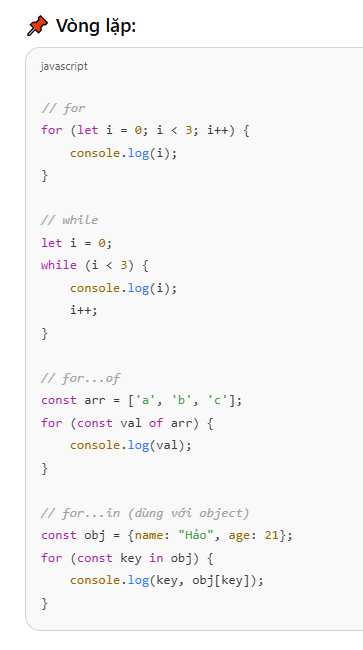 📌 Vòng lặp:
javascript
// for
for (let i = 0; i < 3; i++) {
    console.log(i);
}
// while
let i = 0;
while (i < 3) {
    console.log(i);
    i++;
}
// for...of
const arr = ['a', 'b', 'c'];
for (const val of arr) {
    console.log(val);
}
// for...in (dùng với object)
const obj = {name: "Hảo", age: 21};
for (const key in obj) {
    console.log(key, obj[key]);
}